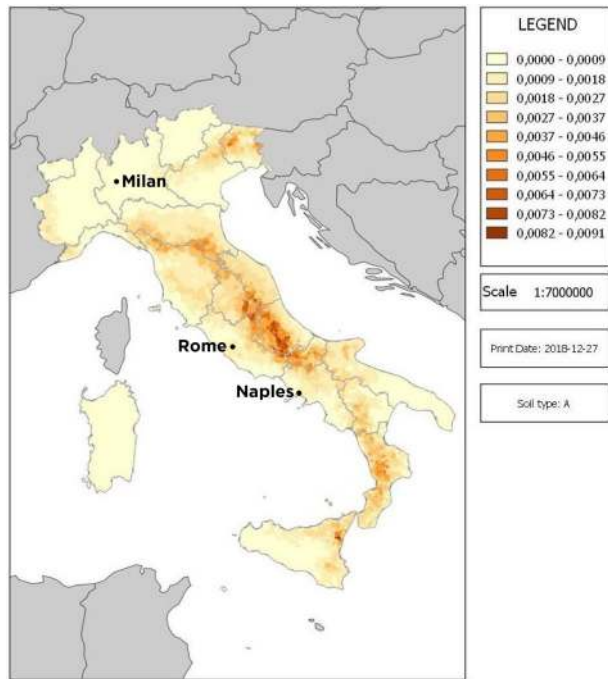 LEGEND
0,0000 - 0,0009
0,0009 - 0,0018
0,0018 - 0,0027
0,0027 - 0,0037
0,0037 - 0,0046
0,0046 - 0,0055
0,0055 - 0,0064
0,0064 - 0,0073
0,0073 - 0,0082
0,0082 - 0,0091
Scale 1:7000000
Print Date: 2018-12-27
Soil type: A
Milan
Rome
Naples